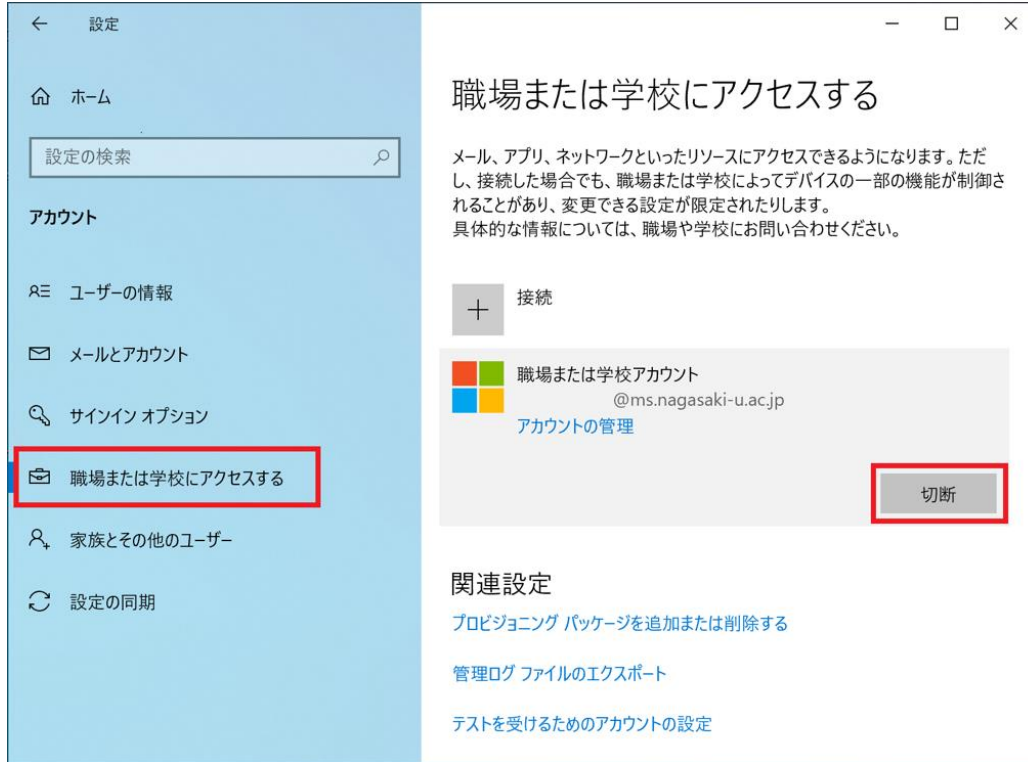 設定
ホーム
設定の検索
アカウント
ユーザーの情報
メールとアカウント
サインイン オプション
職場または学校にアクセスする
家族とその他のユーザー
設定の同期
職場または学校にアクセスする
メール、アプリ、ネットワークといったリソースにアクセスできるようになります。ただ
し、接続した場合でも、職場または学校によってデバイスの一部の機能が制御さ
れることがあり、変更できる設定が限定されたりします。
具体的な情報については、職場や学校にお問い合わせください。
接続
職場または学校アカウント
@ms.nagasaki-u.ac.jp
アカウントの管理
切断
関連設定
プロビジョニング パッケージを追加または削除する
管理ログ ファイルのエクスポート
テストを受けるためのアカウントの設定